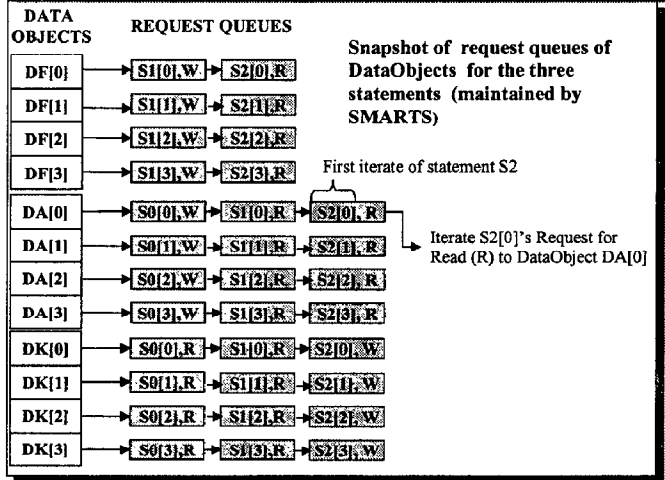 DATA OBJECTS
REQUEST QUEUES
Snapshot of request queues of
DataObjects for the three
statements (maintained by
SMARTS)
DF[0] S1[0],W S2[0],R
DF[1] S1[1],W S2[1],R
DF[2] S1[2],W S2[2],R
DF[3] S1[3],W S2[3],R
First iterate of statement S2
DA[0] S0[0],W S1[0],R S2[0], R
Iterate S2[0]'s Request for
Read (R) to DataObject DA[0]
DA[1] S0[1],W S1[1],R S2[1], R
DA[2] S0[2],W S1[2],R S2[2], R
DA[3] S0[3],W S1[3],R S2[3], R
DK[0] S0[0],R S1[0],R S2[0], W
DK[1] S0[1],R S1[1],R S2[1], W
DK[2] S0[2],R S1[2],R S2[2], W
DK[3] S0[3],R S1[3],R S2[3], W